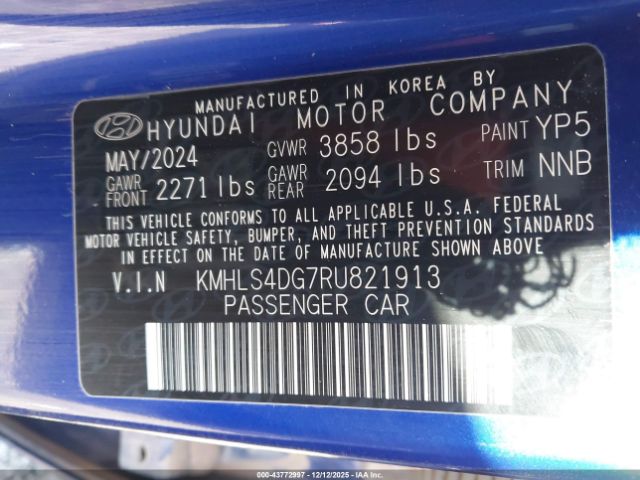 MANUFACTURED IN KOREA BY
HYUNDAI MOTOR COMPANY
MAY/2024 GVWR 3858 lbs PAINT YP5
GAWR FRONT 2271 lbs GAWR REAR 2094 lbs TRIM NNB
THIS VEHICLE CONFORMS TO ALL APPLICABLE U.S.A. FEDERAL
MOTOR VEHICLE SAFETY, BUMPER, AND THEFT PREVENTION STANDARDS
IN EFFECT ON THE DATE OF MANUFACTURE SHOWN ABOVE.
V.I.N KMHLS4DG7RU821913
PASSENGER CAR
000-43772997 - 12/12/2025 - IAAI.COM